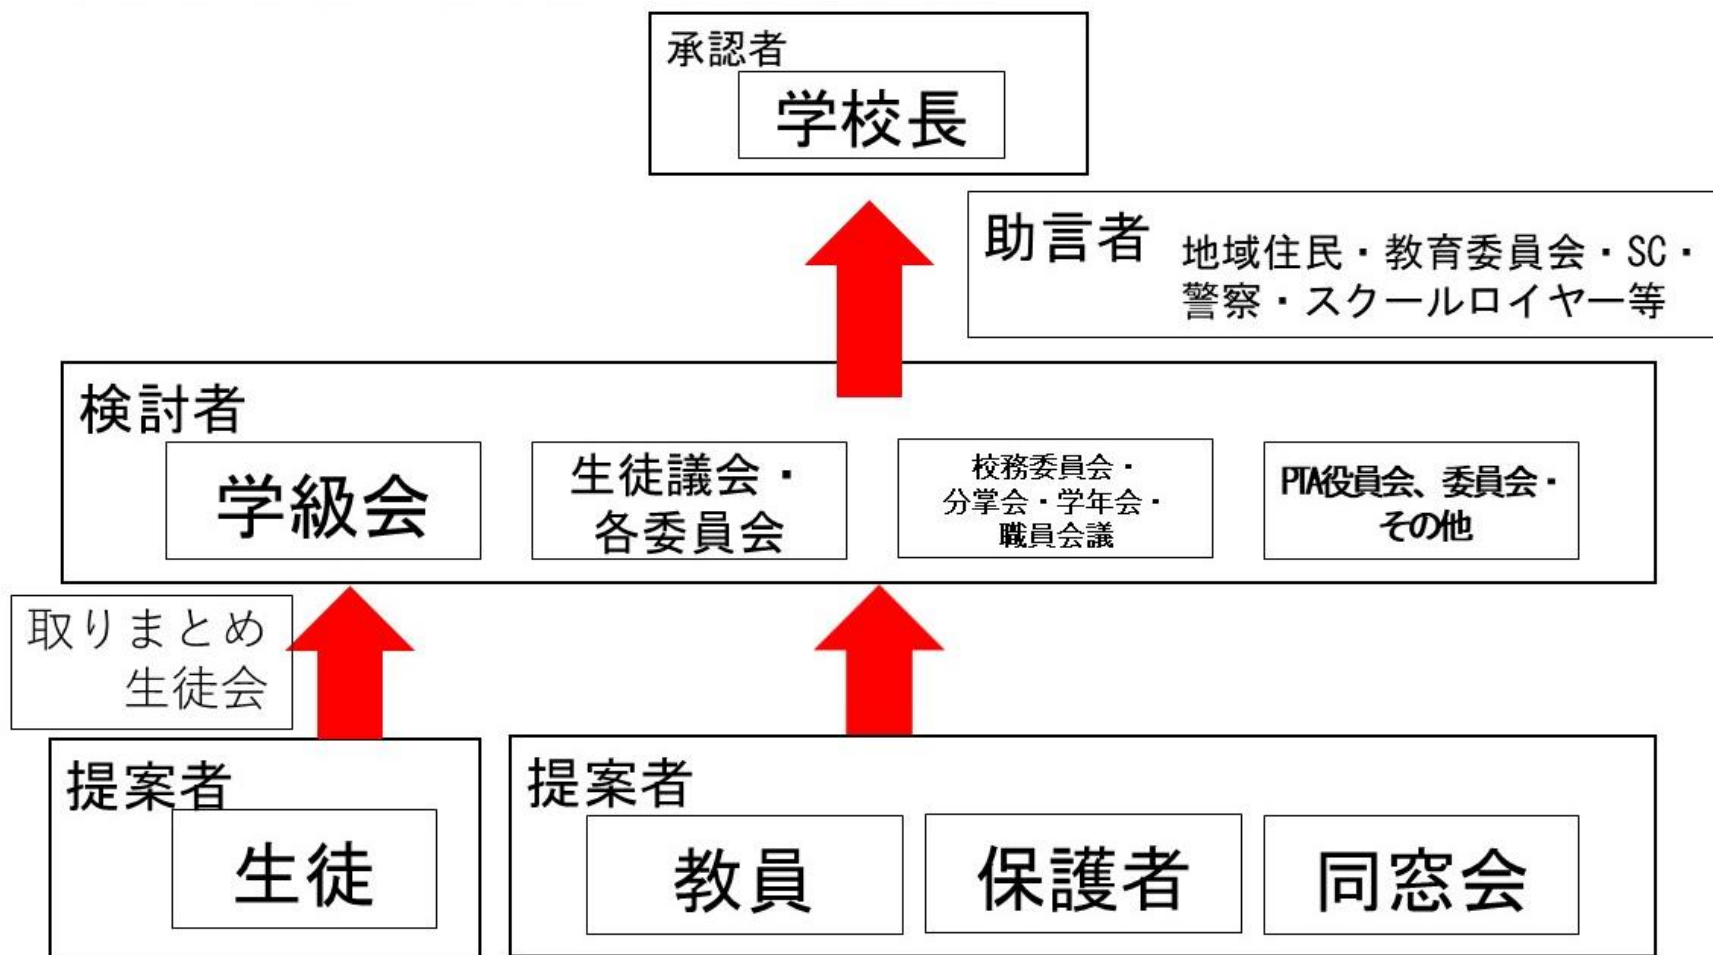 承認者
学校長
助言者
地域住民・教育委員会・SC・
警察・スクールロイヤー等
検討者
学級会
生徒議会・
各委員会
校務委員会・
分掌会・学年会・
職員会議
PTA役員会、委員会・
その他
取りまとめ
生徒会
提案者
生徒
提案者
教員
保護者
同窓会